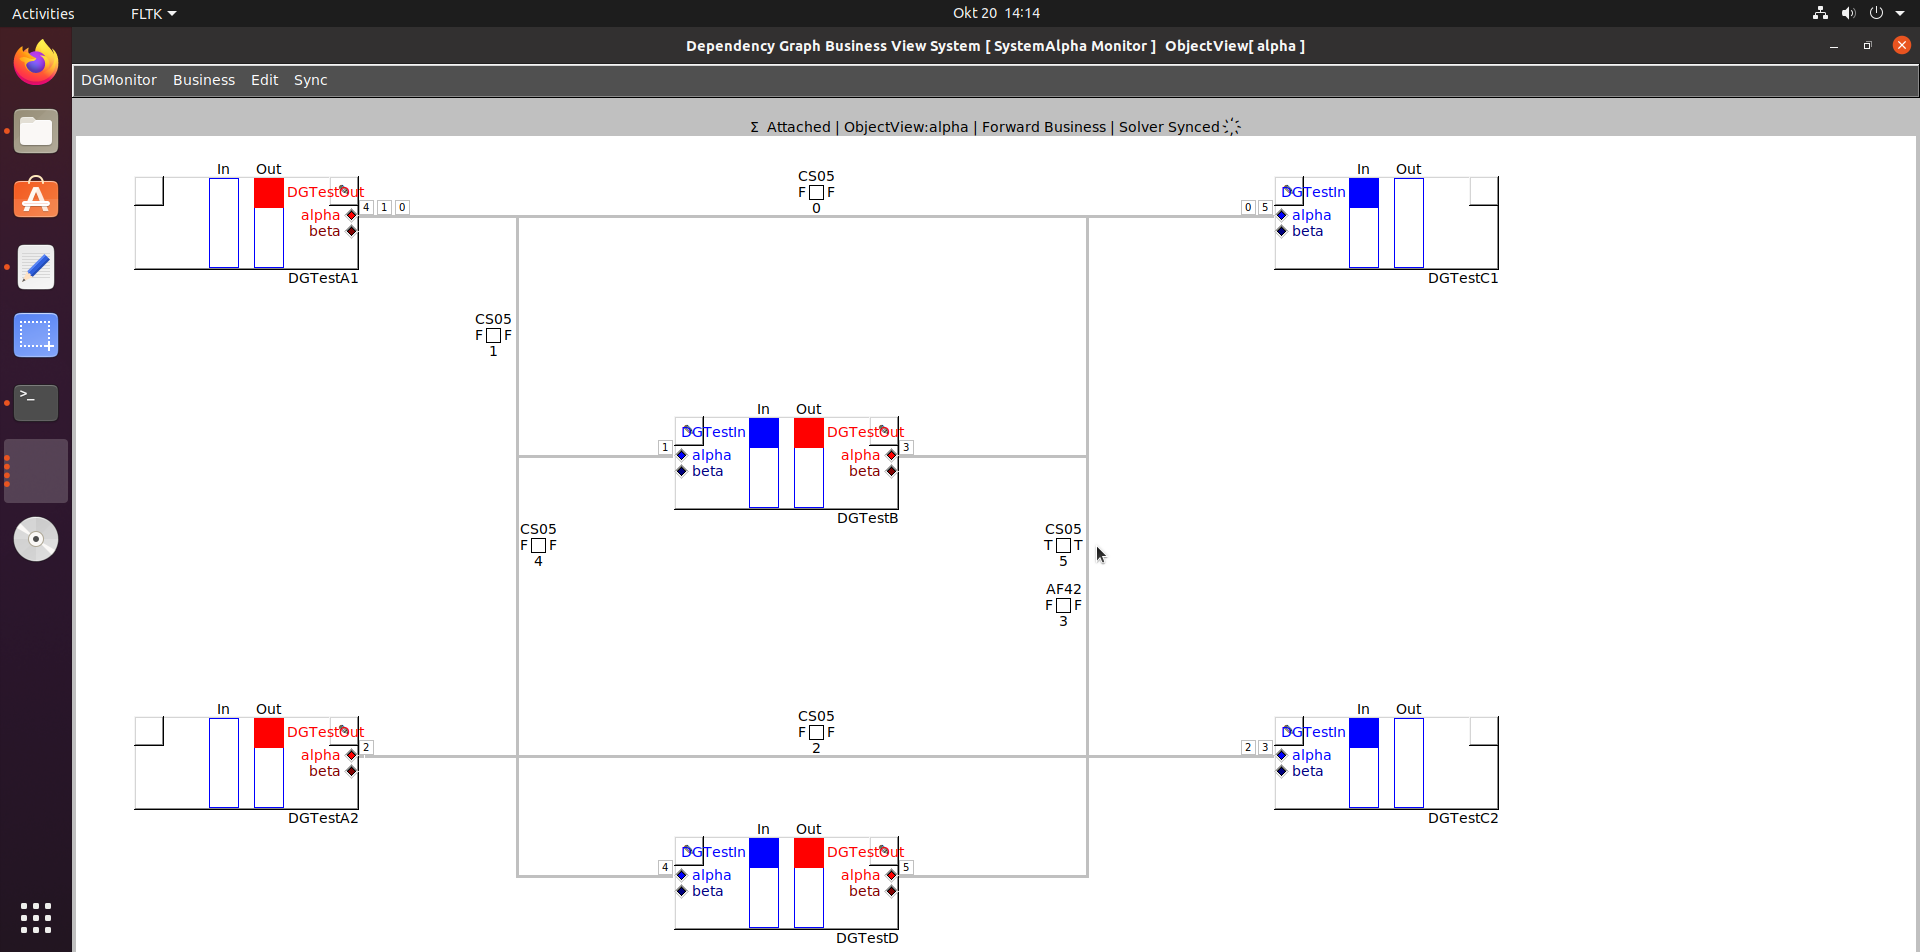 Activities FLTK Okt 20 14:14
Dependency Graph Business View System [ SystemAlpha Monitor ] ObjectView[ alpha ]
DGMonitor Business Edit Sync
Σ Attached | ObjectView:alpha | Forward Business | Solver Synced
In Out
DGTestOut
alpha
beta
4 1 0
DGTestA1
CS05
F F
0
In Out
DGTestIn
alpha
beta
0 5
DGTestC1
CS05
F F
1
In Out
DGTestIn DGTestOut
1 alpha alpha 3
beta beta
DGTestB
CS05
F F
4
CS05
T T
5
AF42
F F
3
In Out
DGTestOut
alpha
beta
2
DGTestA2
CS05
F F
2
In Out
DGTestIn
alpha
beta
2 3
DGTestC2
In Out
DGTestIn DGTestOut
4 alpha alpha 5
beta beta
DGTestD